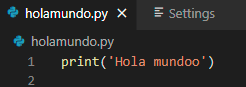 holamundo.py Settings
holamundo.py
1 print('Hola mundoo')
2